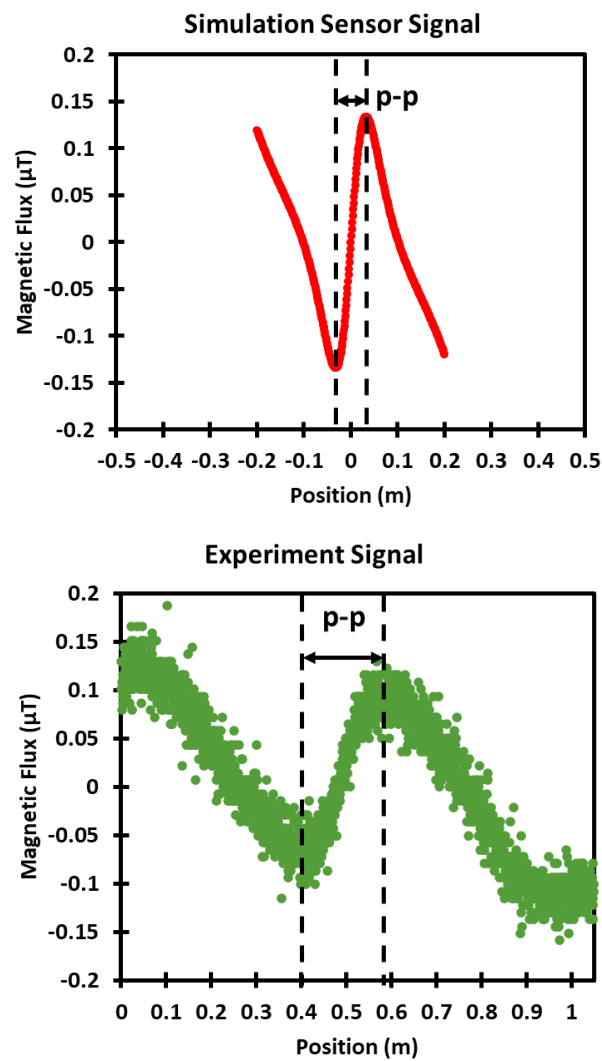 Simulation Sensor Signal
0.2
0.15
0.1
0.05
0
-0.05
-0.1
-0.15
-0.2
Magnetic Flux (µT)
p-p
-0.5 -0.4 -0.3 -0.2 -0.1 0 0.1 0.2 0.3 0.4 0.5
Position (m)
Experiment Signal
0.2
0.15
0.1
0.05
0
-0.05
-0.1
-0.15
-0.2
Magnetic Flux (µT)
p-p
0 0.1 0.2 0.3 0.4 0.5 0.6 0.7 0.8 0.9 1
Position (m)